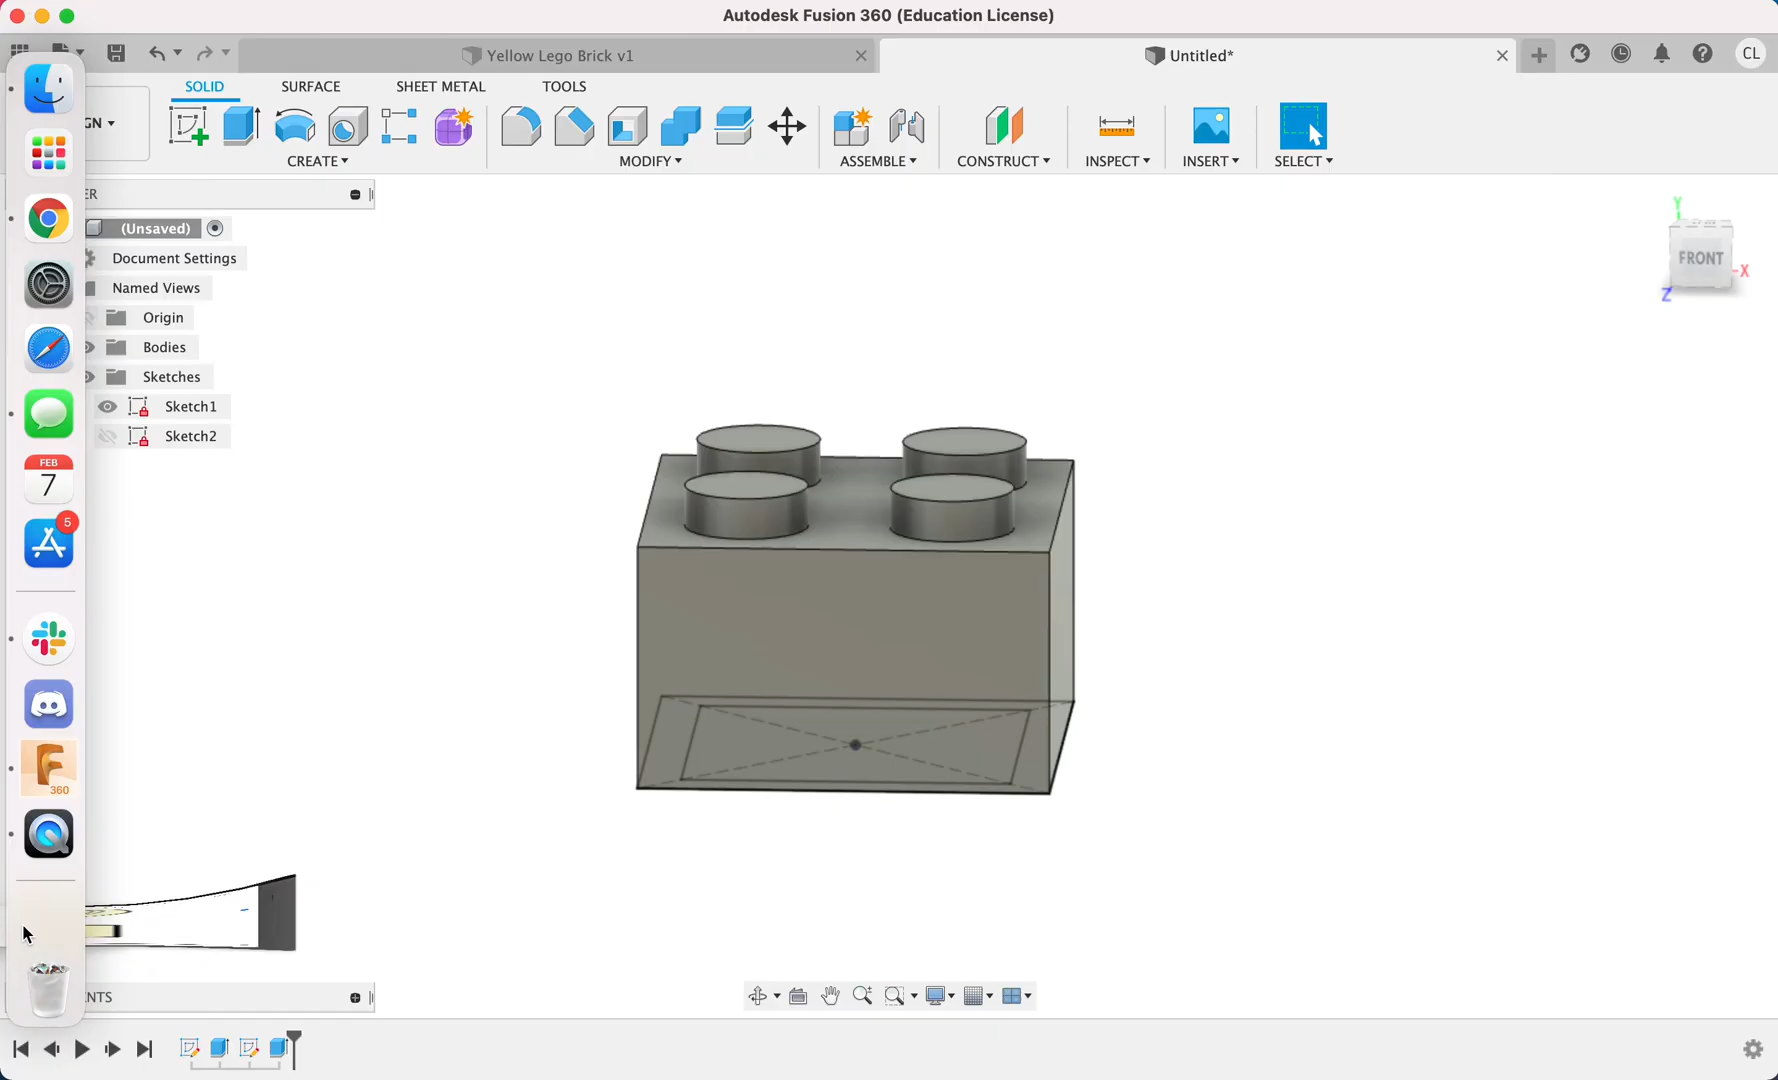 Autodesk Fusion 360 (Education License)
Yellow Lego Brick v1
Untitled*
CL
SOLID
SURFACE
SHEET METAL
TOOLS
GN
CREATE
MODIFY
ASSEMBLE
CONSTRUCT
INSPECT
INSERT
SELECT
ER
(Unsaved)
Document Settings
Named Views
Origin
Bodies
Sketches
Sketch1
Sketch2
FEB
7
5
360
Y
FRONT
-X
Z
NTS